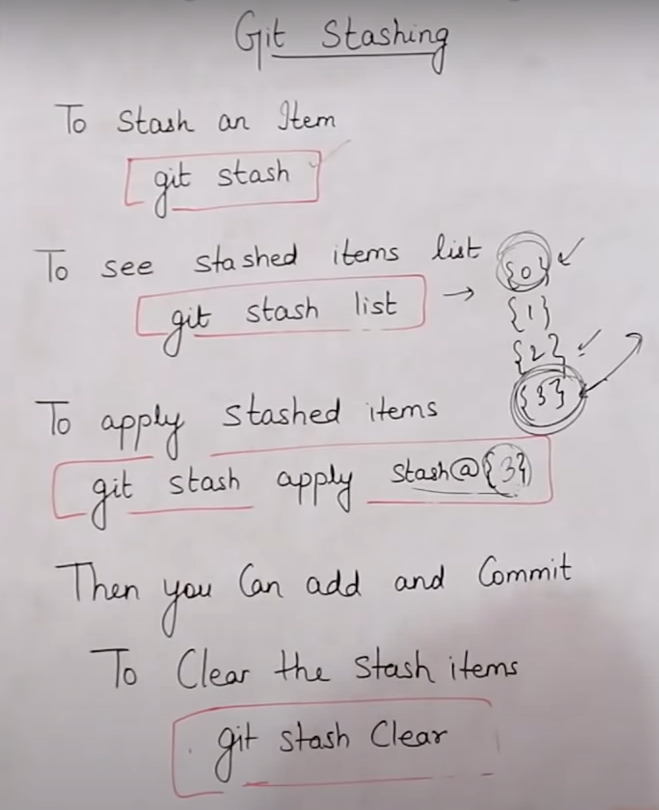 Git Stashing
To Stash an Item
git stash
To see stashed items list
{0}
git stash list →
{1}
{2}
{3}
To apply stashed items
git stash apply stash@{3}
Then you Can add and Commit
To Clear the stash items
git stash Clear